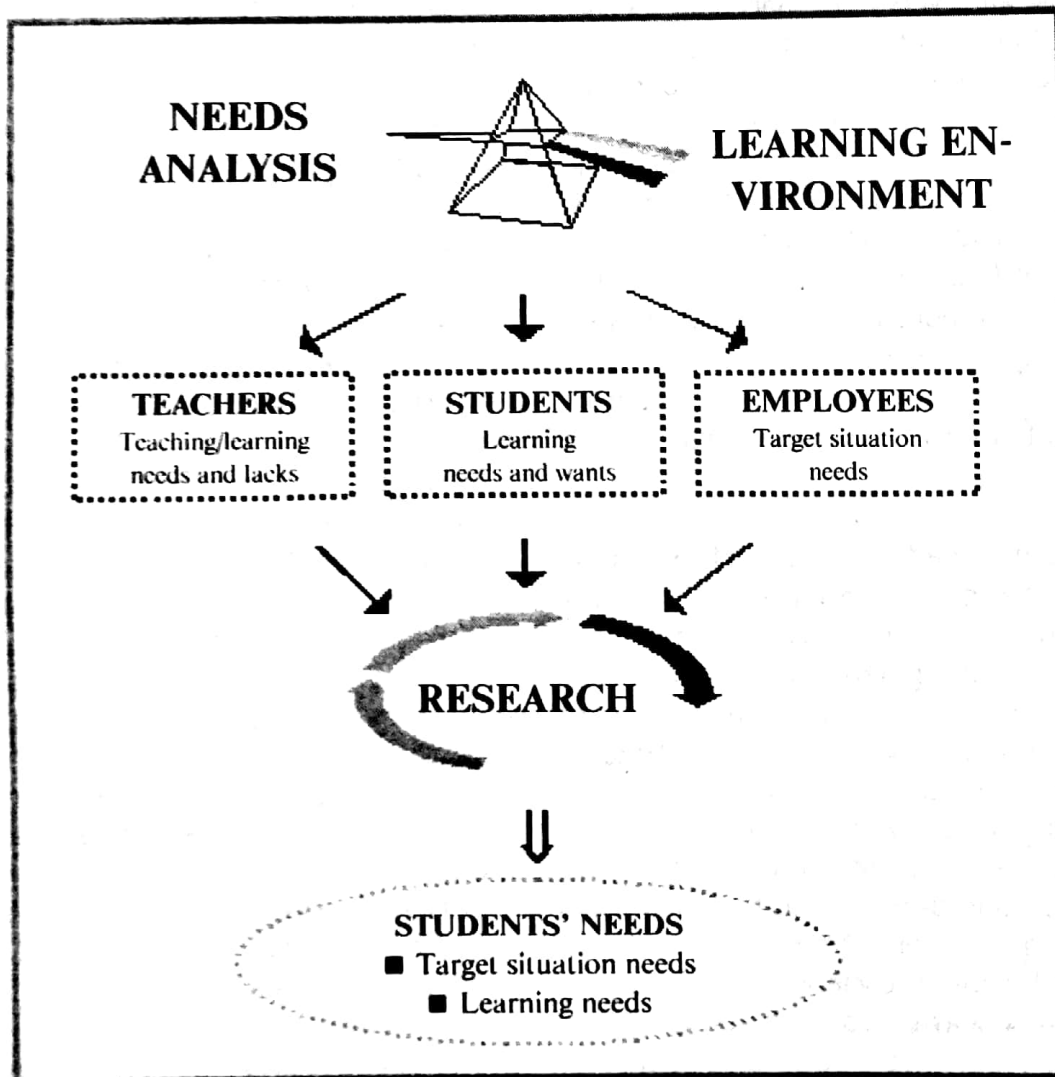 NEEDS
ANALYSIS
LEARNING EN-
VIRONMENT
TEACHERS
Teaching/learning
needs and lacks
STUDENTS
Learning
needs and wants
EMPLOYEES
Target situation
needs
RESEARCH
STUDENTS' NEEDS
■ Target situation needs
■ Learning needs